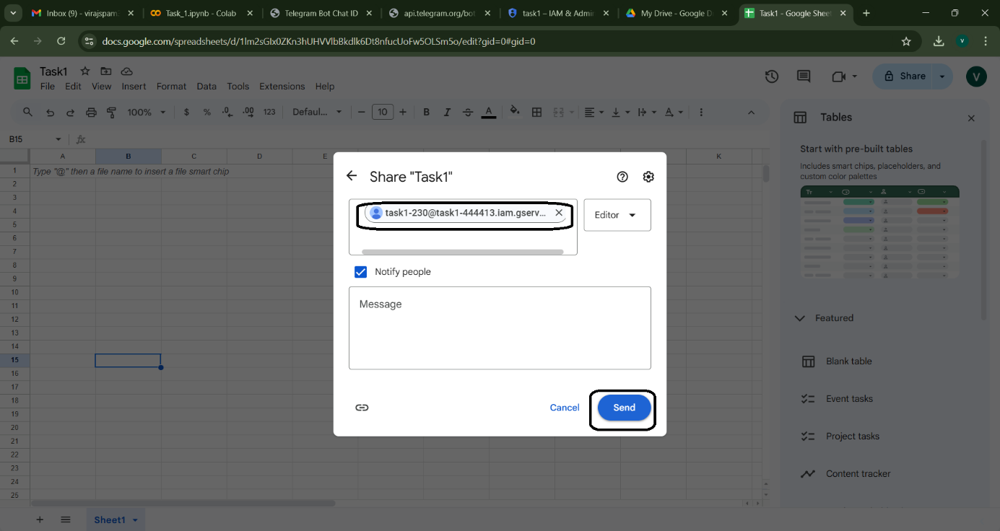 Inbox (9) - virajspam
Task_1.ipynb - Colab
Telegram Bot Chat ID
api.telegram.org/bot
task1 – IAM & Admin
My Drive - Google D
Task1 - Google Sheet
docs.google.com/spreadsheets/d/1lm2sGIx0ZKn3hUHVVlbBkdlk6Dt8nfucUoFw5OLSm5o/edit?gid=0#gid=0
V
Task1
File Edit View Insert Format Data Tools Extensions Help
Share
V
100% $ % .0 .00 123 Defaul... 10 B I A
B15 fx
A B C D E K
1 Type "@" then a file name to insert a file smart chip
2
3
4
5
6
7
8
9
10
11
12
13
14
15
16
17
18
19
20
21
22
23
24
25
Share "Task1"
task1-230@task1-444413.iam.gserv...
Editor
Notify people
Message
Cancel
Send
Tables
Start with pre-built tables
Includes smart chips, placeholders, and
custom color palettes
Tт
Featured
Blank table
Event tasks
Project tasks
Content tracker
Sheet1